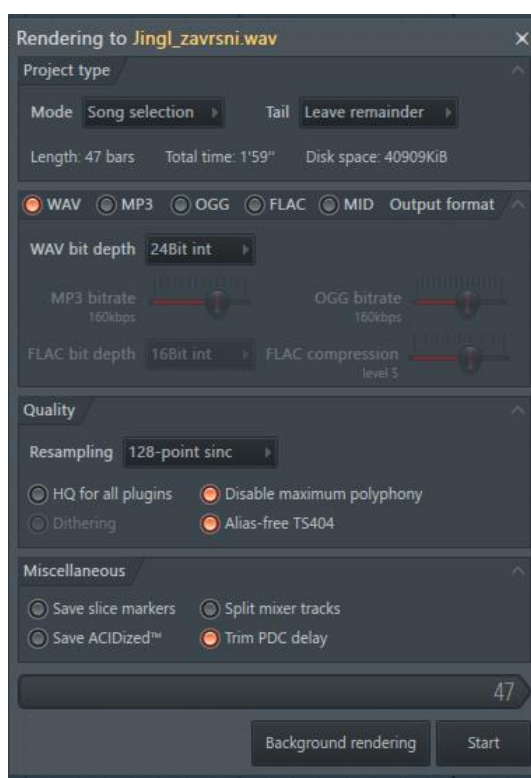 Rendering to Jingl_zavrsni.wav
Project type
Mode Song selection Tail Leave remainder
Length: 47 bars Total time: 1'59" Disk space: 40909KiB
WAV MP3 OGG FLAC MID Output format
WAV bit depth 24Bit int
MP3 bitrate OGG bitrate
160kbps 160kbps
FLAC bit depth 16Bit int FLAC compression
level 5
Quality
Resampling 128-point sinc
HQ for all plugins Disable maximum polyphony
Dithering Alias-free TS404
Miscellaneous
Save slice markers Split mixer tracks
Save ACIDized™ Trim PDC delay
47
Background rendering Start